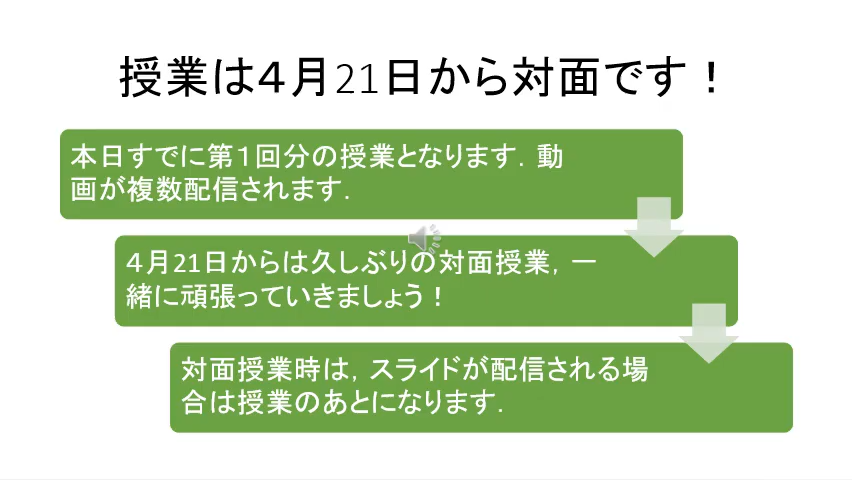 授業は４月21日から対面です！
本日すでに第１回分の授業となります．動
画が複数配信されます．
４月21日からは久しぶりの対面授業，一
緒に頑張っていきましょう！
対面授業時は，スライドが配信される場
合は授業のあとになります．